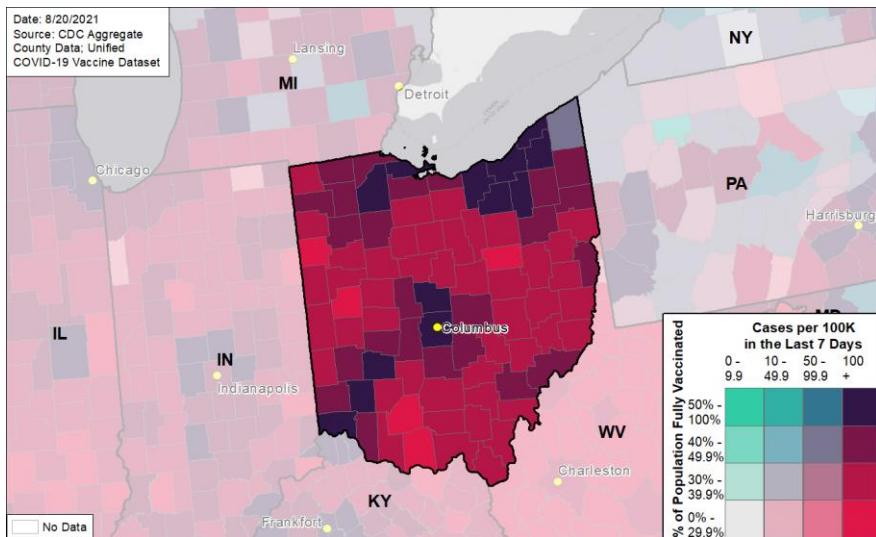 Date: 8/20/2021
Source: CDC Aggregate
County Data; Unified
COVID-19 Vaccine Dataset
Lansing
MI
Detroit
NY
Chicago
PA
Harrisburg
Columbus
IL
IN
Indianapolis
MD
WV
Charleston
KY
Frankfort
No Data
Cases per 100K
in the Last 7 Days
0 -
9.9
10 -
49.9
50 -
99.9
100
+
% of Population Fully Vaccinated
50% -
100%
40% -
49.9%
30% -
39.9%
0% -
29.9%